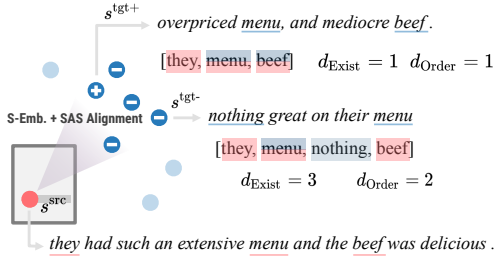 s^tgt+
overpriced menu, and mediocre beef .
[they, menu, beef] d_Exist = 1 d_Order = 1
s^tgt-
S-Emb. + SAS Alignment
nothing great on their menu
[they, menu, nothing, beef]
d_Exist = 3 d_Order = 2
s^src
they had such an extensive menu and the beef was delicious .